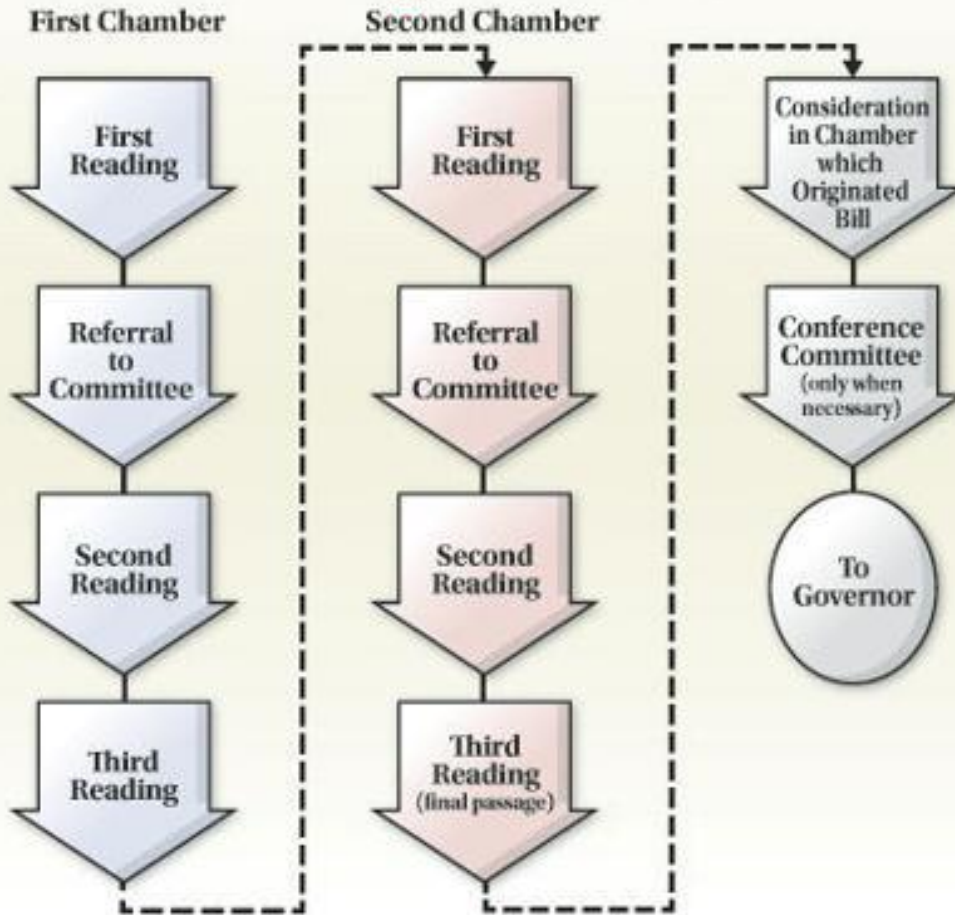 First Chamber
First
Reading
Referral
to
Committee
Second
Reading
Third
Reading
Second Chamber
First
Reading
Referral
to
Committee
Second
Reading
Third
Reading
(final passage)
Consideration
in Chamber
which
Originated
Bill
Conference
Committee
(only when
necessary)
To
Governor